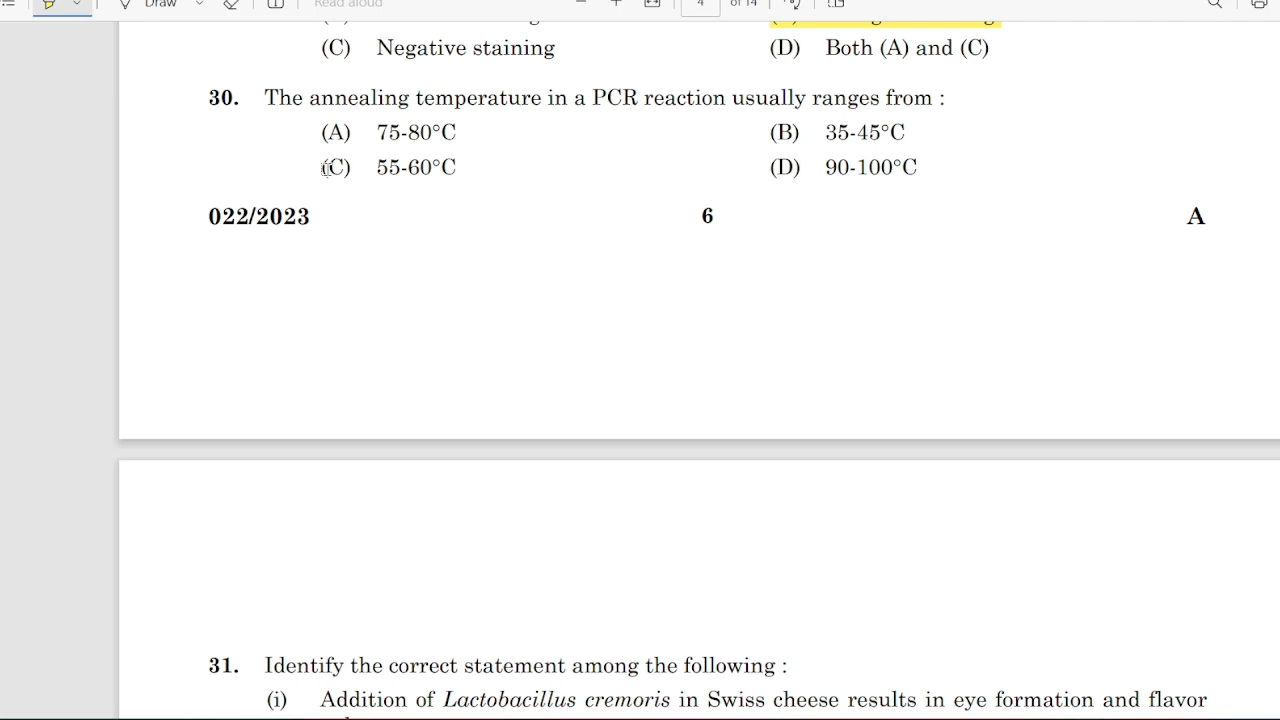 Draw
Read aloud
4
of 14
(C) Negative staining
(D) Both (A) and (C)
30. The annealing temperature in a PCR reaction usually ranges from :
(A) 75-80°C
(B) 35-45°C
(C) 55-60°C
(D) 90-100°C
022/2023
6
A
31. Identify the correct statement among the following :
(i) Addition of Lactobacillus cremoris in Swiss cheese results in eye formation and flavor